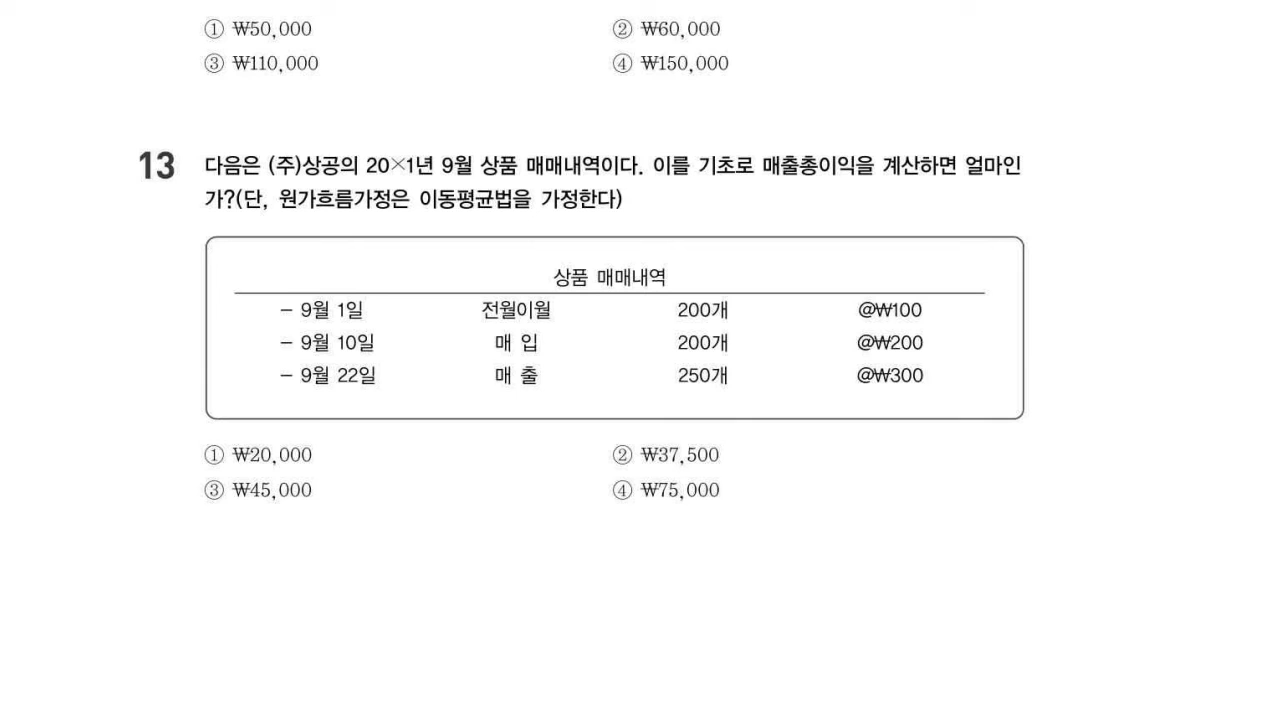 ① ₩50,000 ② ₩60,000
③ ₩110,000 ④ ₩150,000
13 다음은 (주)상공의 20×1년 9월 상품 매매내역이다. 이를 기초로 매출총이익을 계산하면 얼마인
가?(단, 원가흐름가정은 이동평균법을 가정한다)
상품 매매내역
– 9월 1일 전월이월 200개 @₩100
– 9월 10일 매 입 200개 @₩200
– 9월 22일 매 출 250개 @₩300
① ₩20,000 ② ₩37,500
③ ₩45,000 ④ ₩75,000